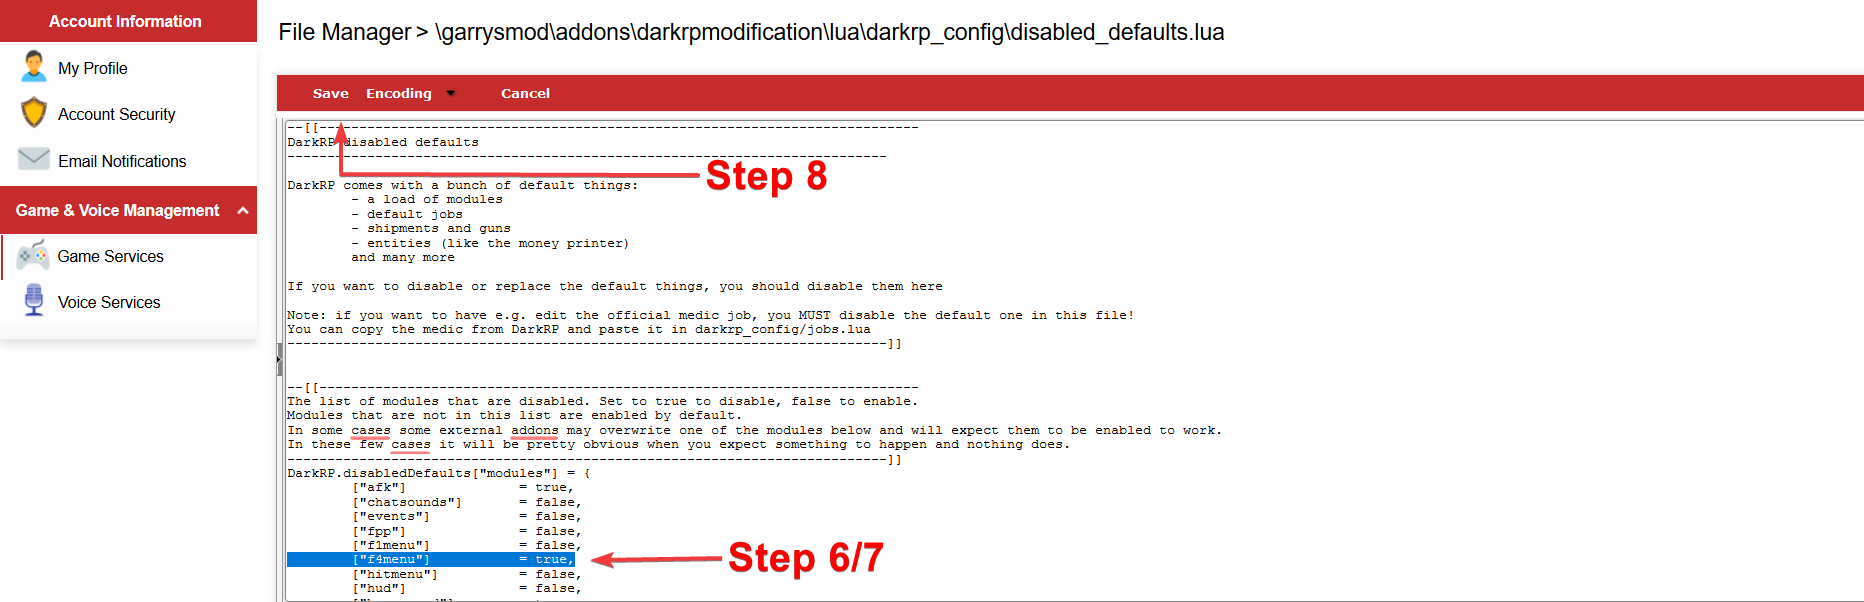 Account Information
My Profile
Account Security
Email Notifications
Game & Voice Management
Game Services
Voice Services
File Manager > \garrysmod\addons\darkrpmodification\lua\darkrp_config\disabled_defaults.lua
Save Encoding Cancel
--[[---------------------------------------------------------------------------
DarkRP disabled defaults
---------------------------------------------------------------------------
Step 8
DarkRP comes with a bunch of default things:
- a load of modules
- default jobs
- shipments and guns
- entities (like the money printer)
and many more
If you want to disable or replace the default things, you should disable them here
Note: if you want to have e.g. edit the official medic job, you MUST disable the default one in this file!
You can copy the medic from DarkRP and paste it in darkrp_config/jobs.lua
---------------------------------------------------------------------------]]
--[[---------------------------------------------------------------------------
The list of modules that are disabled. Set to true to disable, false to enable.
Modules that are not in this list are enabled by default.
In some cases some external addons may overwrite one of the modules below and will expect them to be enabled to work.
In these few cases it will be pretty obvious when you expect something to happen and nothing does.
---------------------------------------------------------------------------]]
DarkRP.disabledDefaults["modules"] = {
["afk"] = true,
["chatsounds"] = false,
["events"] = false,
["fpp"] = false,
["f1menu"] = false,
["f4menu"] = true,
Step 6/7
["hitmenu"] = false,
["hud"] = false,